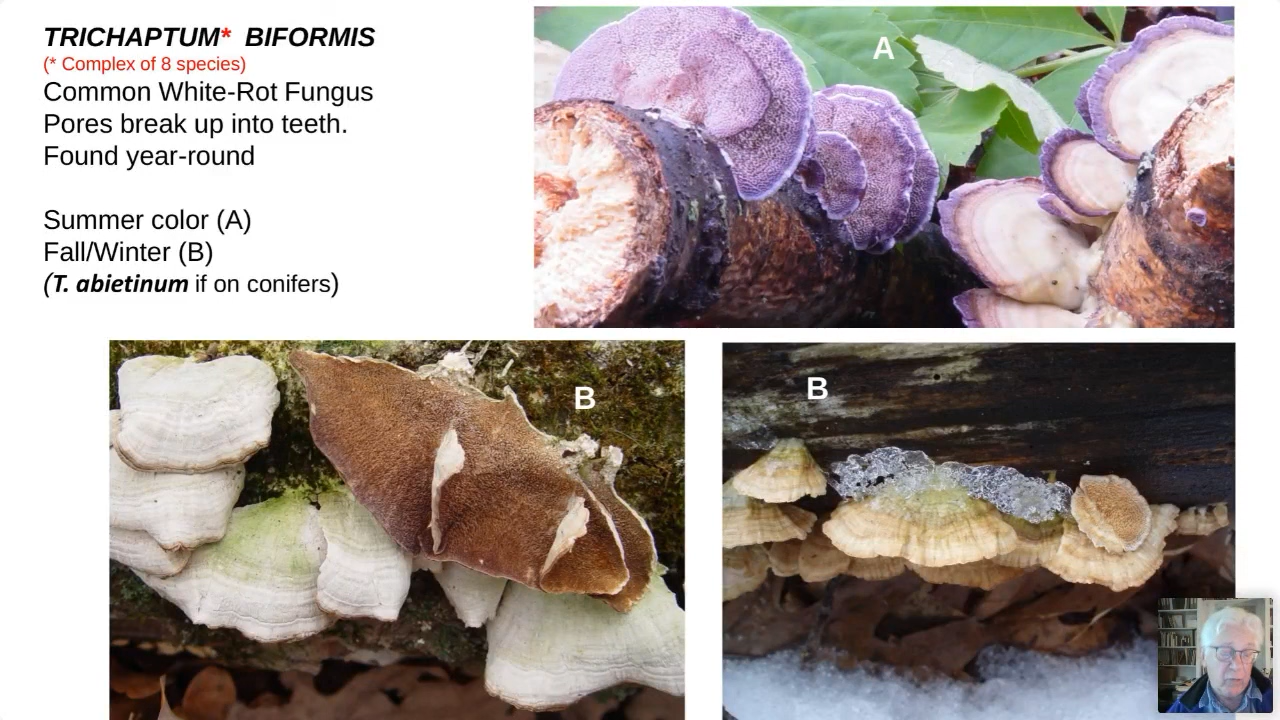 TRICHAPTUM* BIFORMIS
(* Complex of 8 species)
Common White-Rot Fungus
Pores break up into teeth.
Found year-round
Summer color (A)
Fall/Winter (B)
(T. abietinum if on conifers)
A
B
B